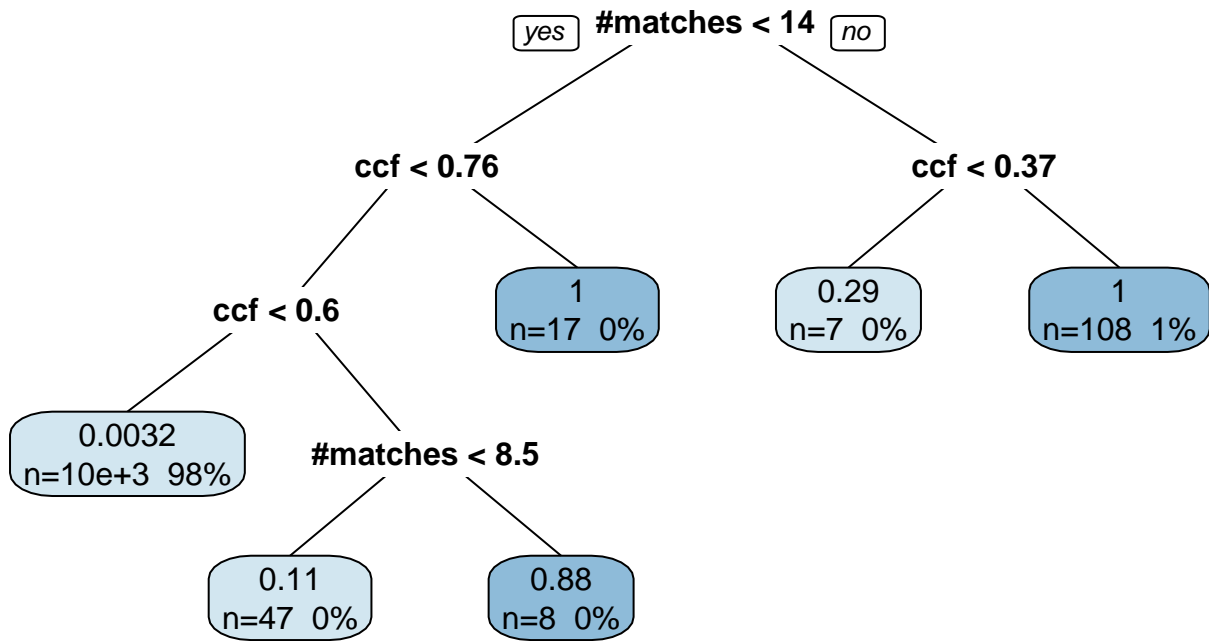 yes #matches < 14 no
ccf < 0.76
ccf < 0.37
ccf < 0.6
1
n=17 0%
0.29
n=7 0%
1
n=108 1%
0.0032
n=10e+3 98%
#matches < 8.5
0.11
n=47 0%
0.88
n=8 0%